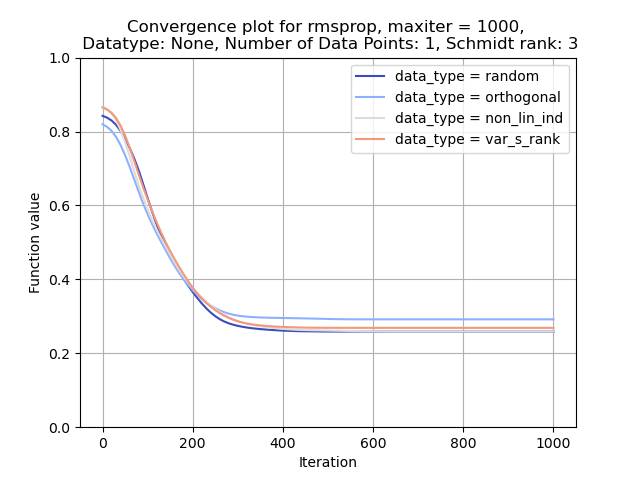 Convergence plot for rmsprop, maxiter = 1000,
Datatype: None, Number of Data Points: 1, Schmidt rank: 3
data_type = random
data_type = orthogonal
data_type = non_lin_ind
data_type = var_s_rank
Function value
1.0
0.8
0.6
0.4
0.2
0.0
0 200 400 600 800 1000
Iteration